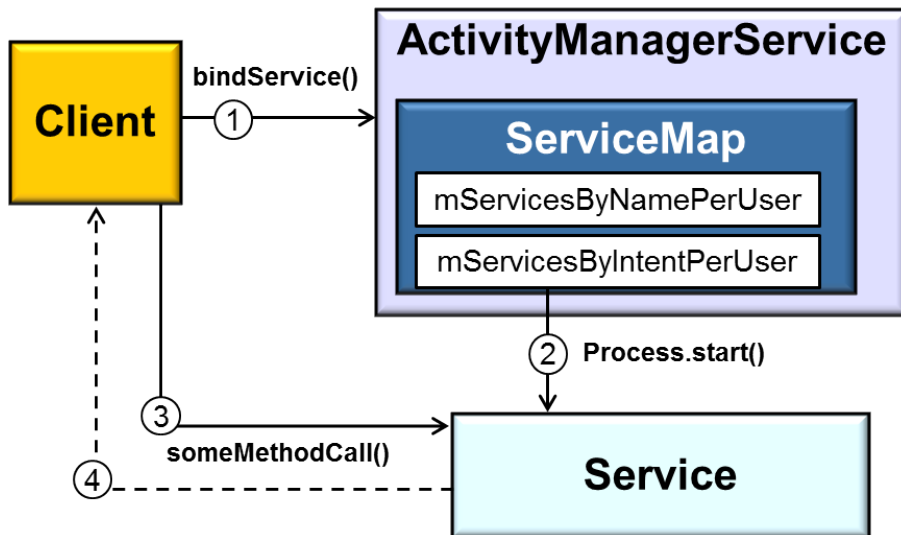 ActivityManagerService
bindService()
Client
1
ServiceMap
mServicesByNamePerUser
mServicesByIntentPerUser
2
Process.start()
3
someMethodCall()
4
Service